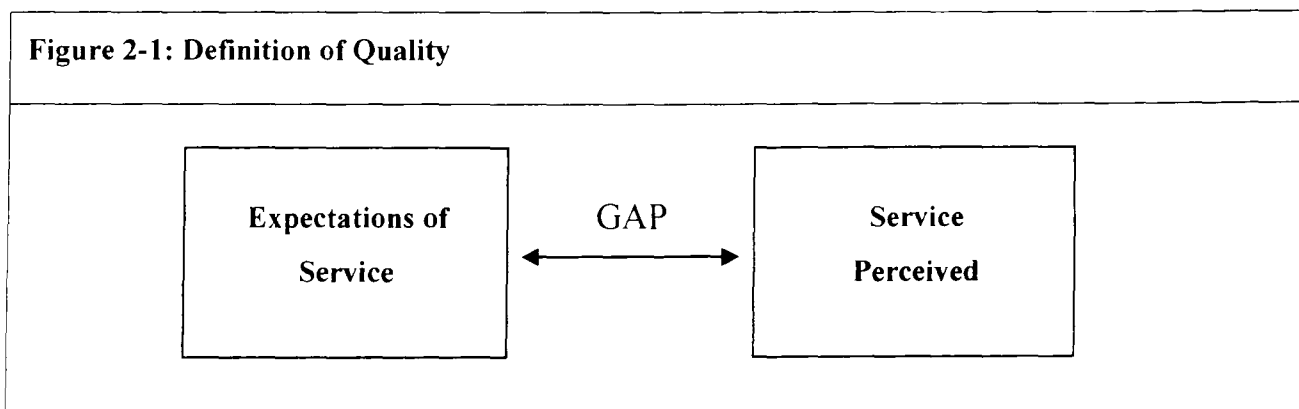 Figure 2-1: Definition of Quality
Expectations of
Service
GAP
Service
Perceived